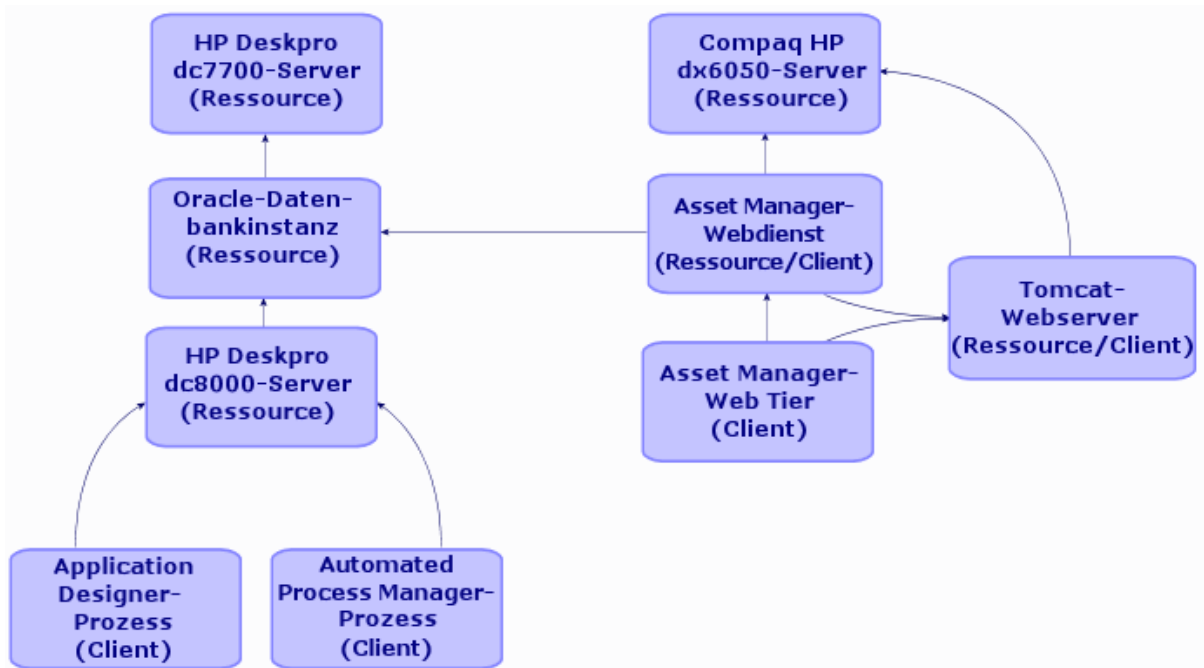 HP Deskpro
dc7700-Server
(Ressource)
Compaq HP
dx6050-Server
(Ressource)
Oracle-Daten-
bankinstanz
(Ressource)
Asset Manager-
Webdienst
(Ressource/Client)
Tomcat-
Webserver
(Ressource/Client)
HP Deskpro
dc8000-Server
(Ressource)
Asset Manager-
Web Tier
(Client)
Application
Designer-
Prozess
(Client)
Automated
Process Manager-
Prozess
(Client)